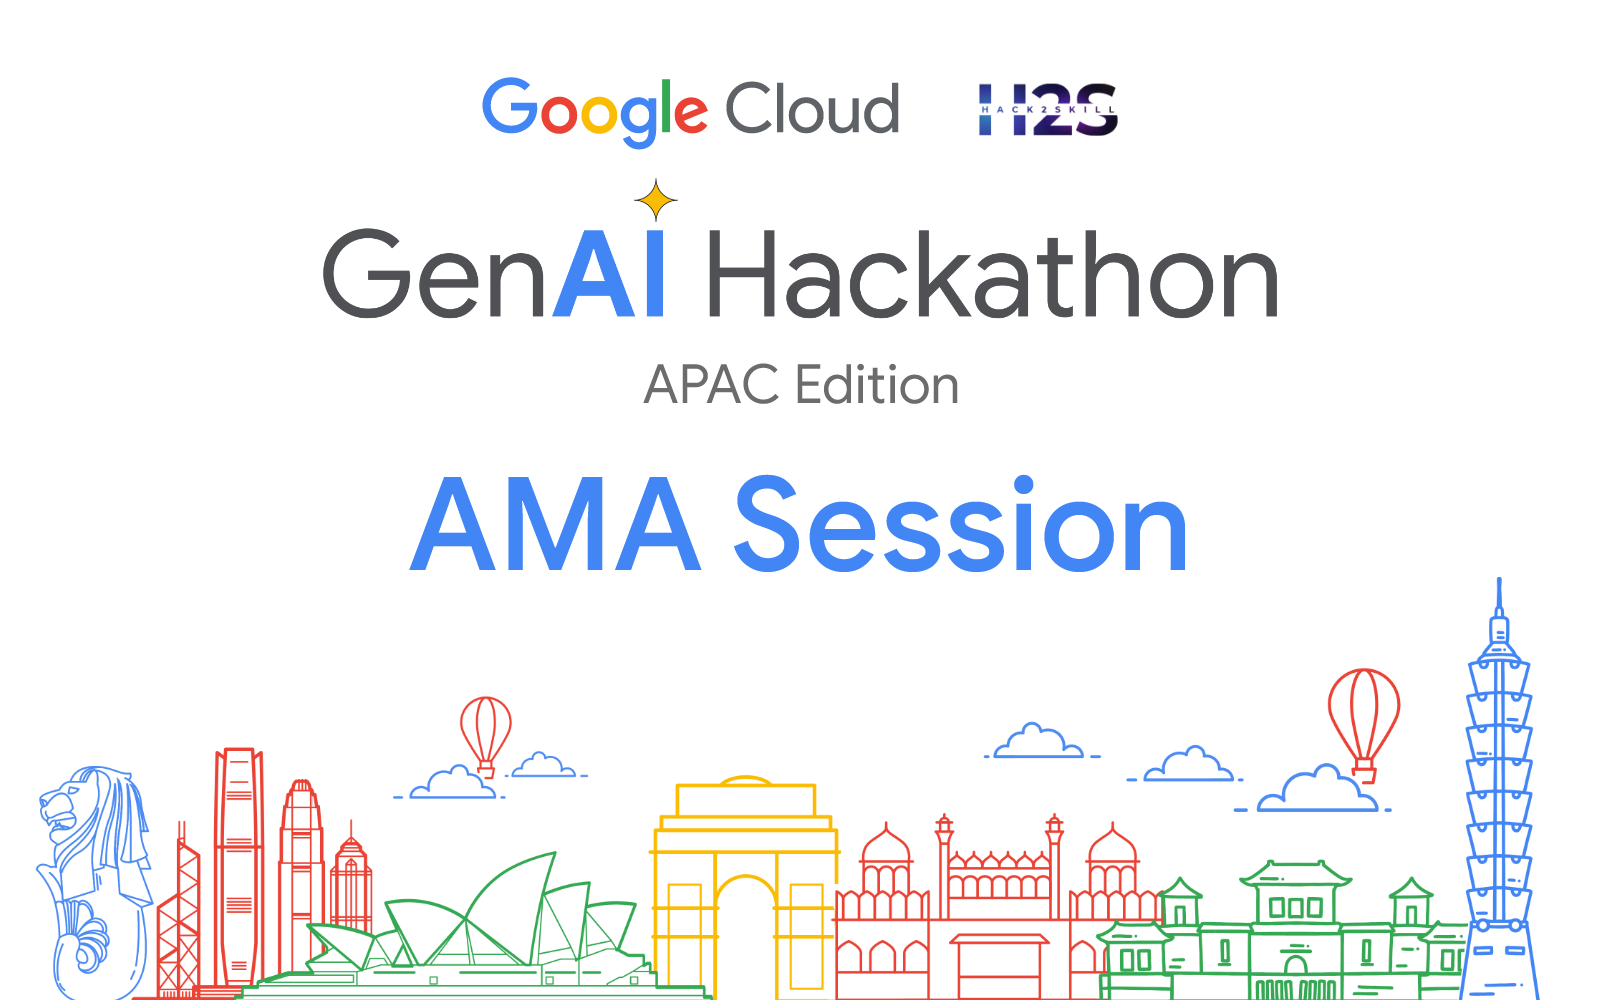 Google Cloud
H2S
HACK2SKILL
GenAI Hackathon
APAC Edition
AMA Session